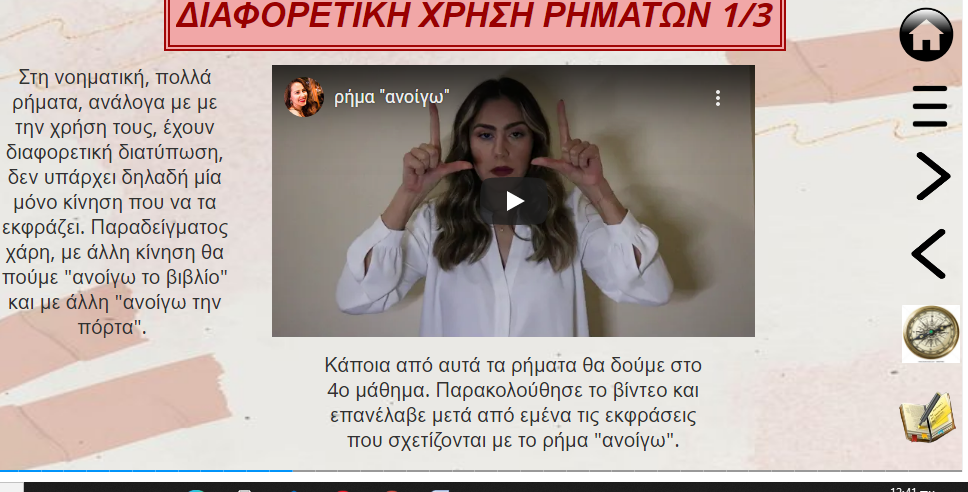 ΔΙΑΦΟΡΕΤΙΚΗ ΧΡΗΣΗ ΡΗΜΑΤΩΝ 1/3
Στη νοηματική, πολλά
ρήματα, ανάλογα με με
την χρήση τους, έχουν
διαφορετική διατύπωση,
δεν υπάρχει δηλαδή μία
μόνο κίνηση που να τα
εκφράζει. Παραδείγματος
χάρη, με άλλη κίνηση θα
πούμε "ανοίγω το βιβλίο"
και με άλλη "ανοίγω την
πόρτα".
ρήμα "ανοίγω"
Κάποια από αυτά τα ρήματα θα δούμε στο
4ο μάθημα. Παρακολούθησε το βίντεο και
επανέλαβε μετά από εμένα τις εκφράσεις
που σχετίζονται με το ρήμα "ανοίγω".